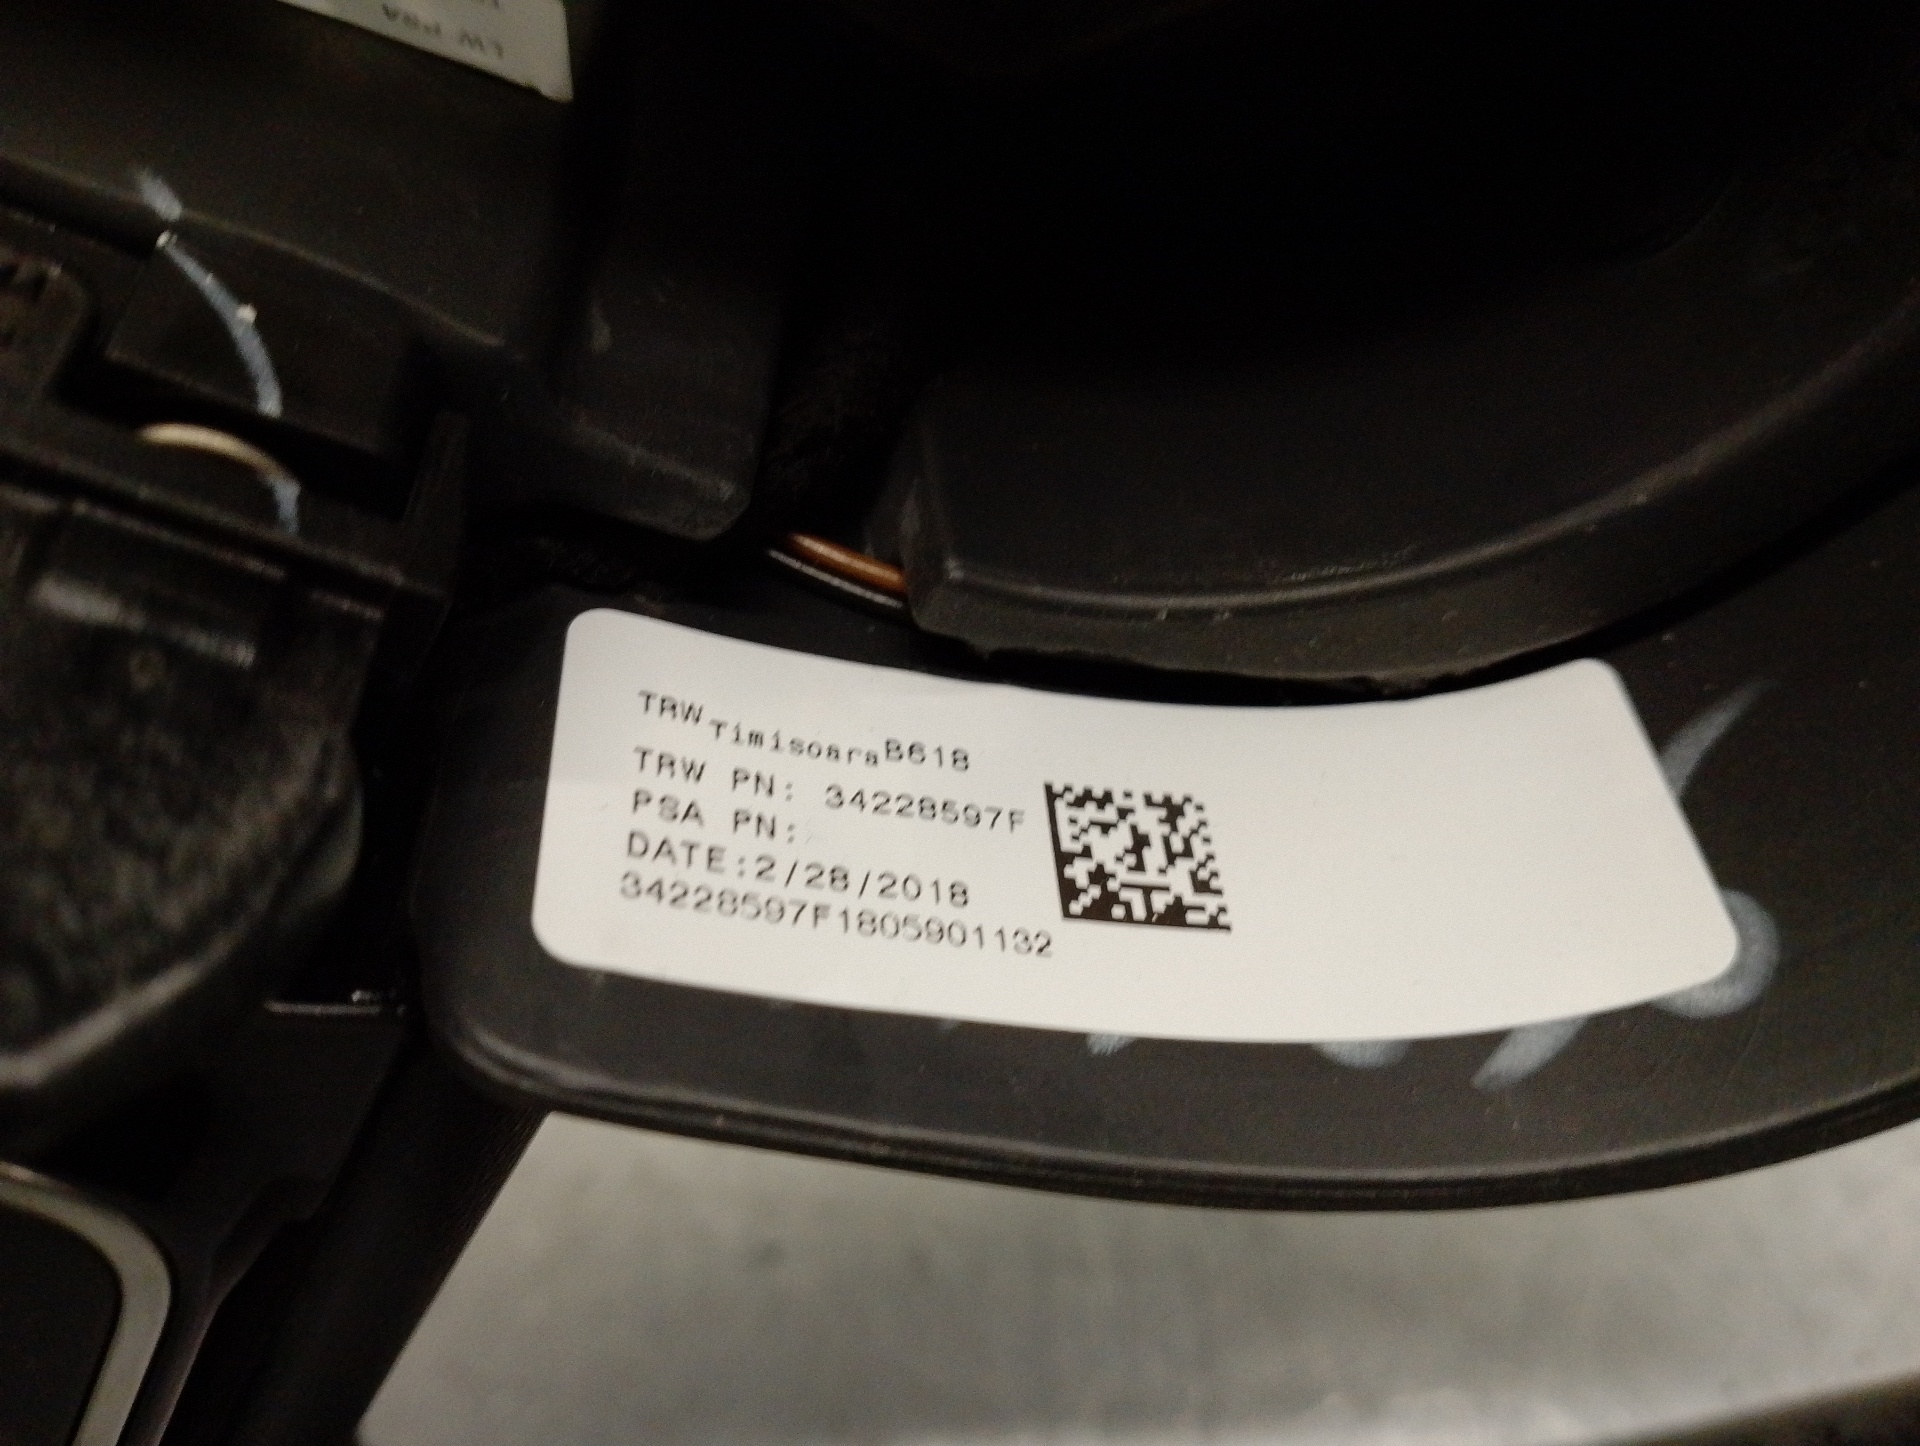 TRW Timisoara B618
TRW PN: 34228597F
PSA PN:
DATE:2/28/2018
34228597F1805901132